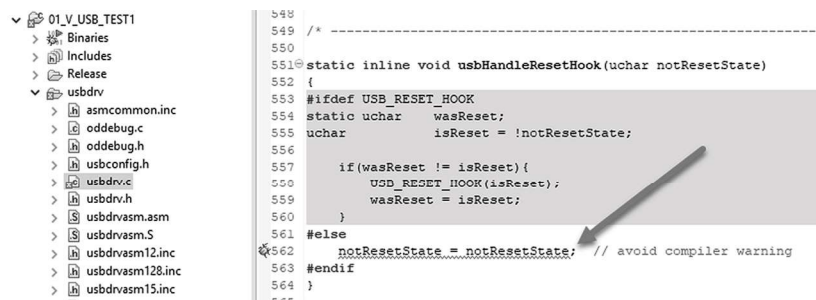 01_V_USB_TEST1
Binaries
Includes
Release
usbdrv
asmcommon.inc
oddebug.c
oddebug.h
usbconfig.h
usbdrv.c
usbdrv.h
usbdrvasm.asm
usbdrvasm.S
usbdrvasm12.inc
usbdrvasm128.inc
usbdrvasm15.inc
548
549 /* -----------------------------------------------------------
550
551 static inline void usbHandleResetHook(uchar notResetState)
552 {
553 #ifdef USB_RESET_HOOK
554 static uchar    wasReset;
555 uchar           isReset = !notResetState;
556
557     if(wasReset != isReset){
558         USB_RESET_HOOK(isReset);
559         wasReset = isReset;
560     }
561 #else
562     notResetState = notResetState;  // avoid compiler warning
563 #endif
564 }